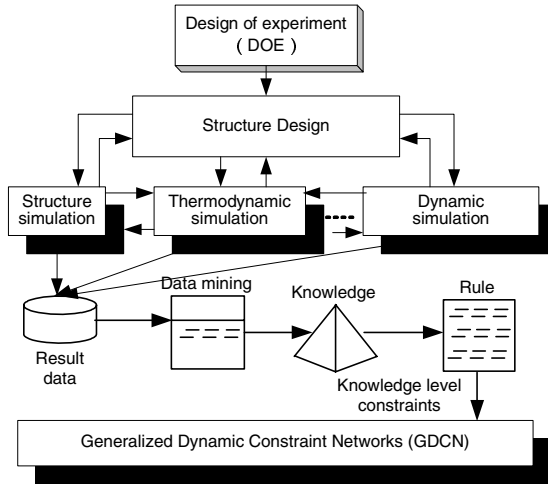 Design of experiment
( DOE )
Structure Design
Structure
simulation
Thermodynamic
simulation
Dynamic
simulation
Data mining
Knowledge
Rule
Result
data
Knowledge level
constraints
Generalized Dynamic Constraint Networks (GDCN)